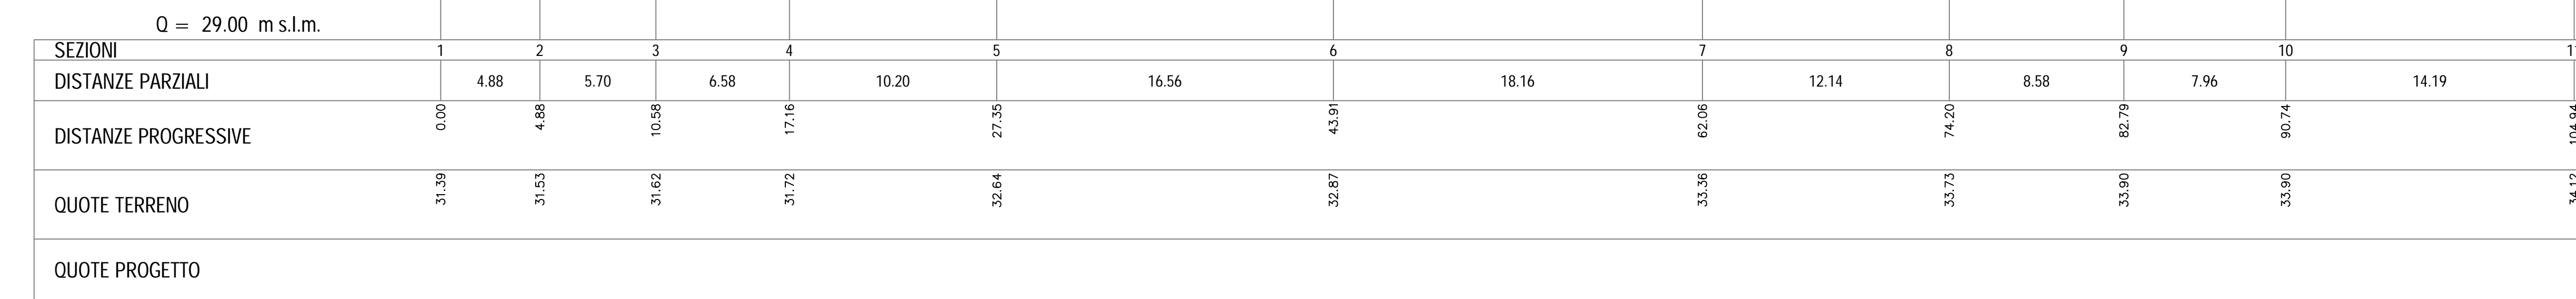 Q = 29.00 m s.l.m.
SEZIONI 1 2 3 4 5 6 7 8 9 10
DISTANZE PARZIALI 4.88 5.70 6.58 10.20 16.56 18.16 12.14 8.58 7.96 14.19
DISTANZE PROGRESSIVE 0.00 4.88 10.58 17.16 27.35 43.91 62.06 74.20 82.79 90.74 104.94
QUOTE TERRENO 31.39 31.53 31.62 31.72 32.64 32.87 33.36 33.73 33.90 33.90 34.12
QUOTE PROGETTO